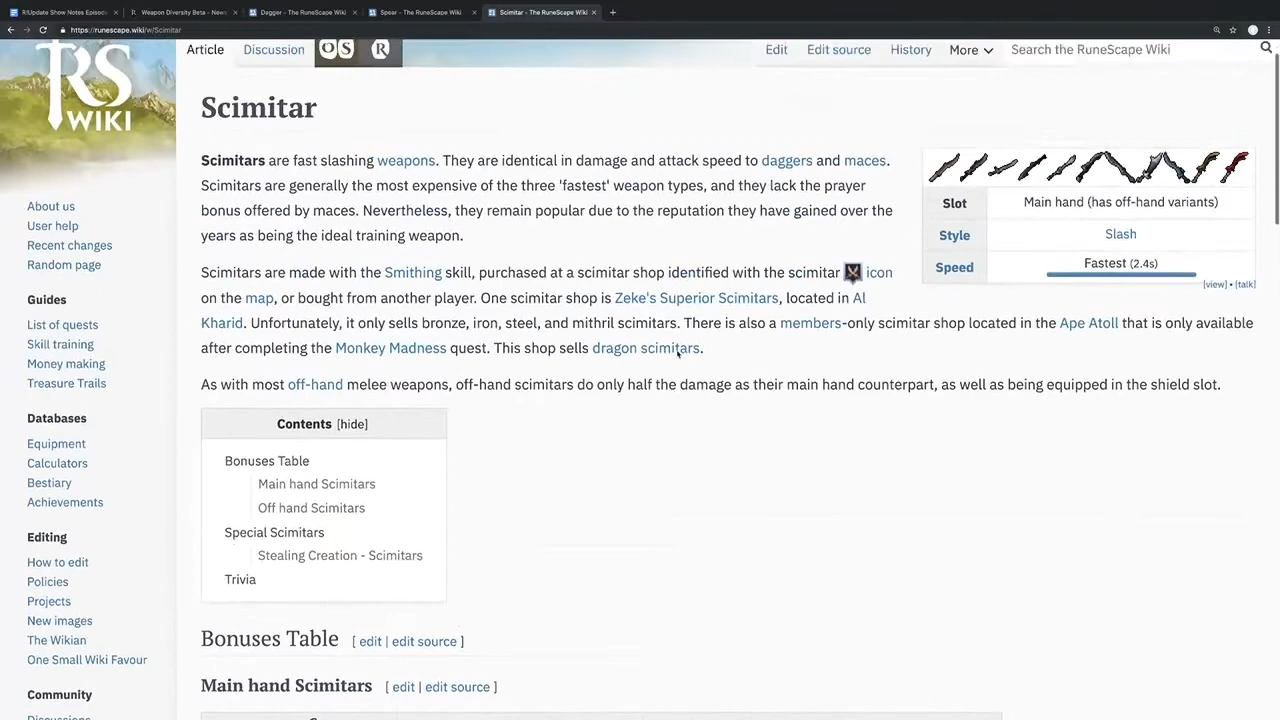 R!Update Show Notes Episode
Weapon Diversity Beta - News
Dagger - The RuneScape Wiki
Spear - The RuneScape Wiki
Scimitar - The RuneScape Wiki
https://runescape.wiki/w/Scimitar
RS
WIKI
Article
Discussion
OS
R
Edit
Edit source
History
More
Search the RuneScape Wiki
Scimitar
Scimitars are fast slashing weapons. They are identical in damage and attack speed to daggers and maces.
Scimitars are generally the most expensive of the three 'fastest' weapon types, and they lack the prayer
bonus offered by maces. Nevertheless, they remain popular due to the reputation they have gained over the
years as being the ideal training weapon.
Slot
Main hand (has off-hand variants)
Style
Slash
Speed
Fastest (2.4s)
[view] • [talk]
Scimitars are made with the Smithing skill, purchased at a scimitar shop identified with the scimitar icon
on the map, or bought from another player. One scimitar shop is Zeke's Superior Scimitars, located in Al
Kharid. Unfortunately, it only sells bronze, iron, steel, and mithril scimitars. There is also a members-only scimitar shop located in the Ape Atoll that is only available
after completing the Monkey Madness quest. This shop sells dragon scimitars.
As with most off-hand melee weapons, off-hand scimitars do only half the damage as their main hand counterpart, as well as being equipped in the shield slot.
Contents [hide]
Bonuses Table
Main hand Scimitars
Off hand Scimitars
Special Scimitars
Stealing Creation - Scimitars
Trivia
Bonuses Table [ edit | edit source ]
Main hand Scimitars [ edit | edit source ]
About us
User help
Recent changes
Random page
Guides
List of quests
Skill training
Money making
Treasure Trails
Databases
Equipment
Calculators
Bestiary
Achievements
Editing
How to edit
Policies
Projects
New images
The Wikian
One Small Wiki Favour
Community
Discussions